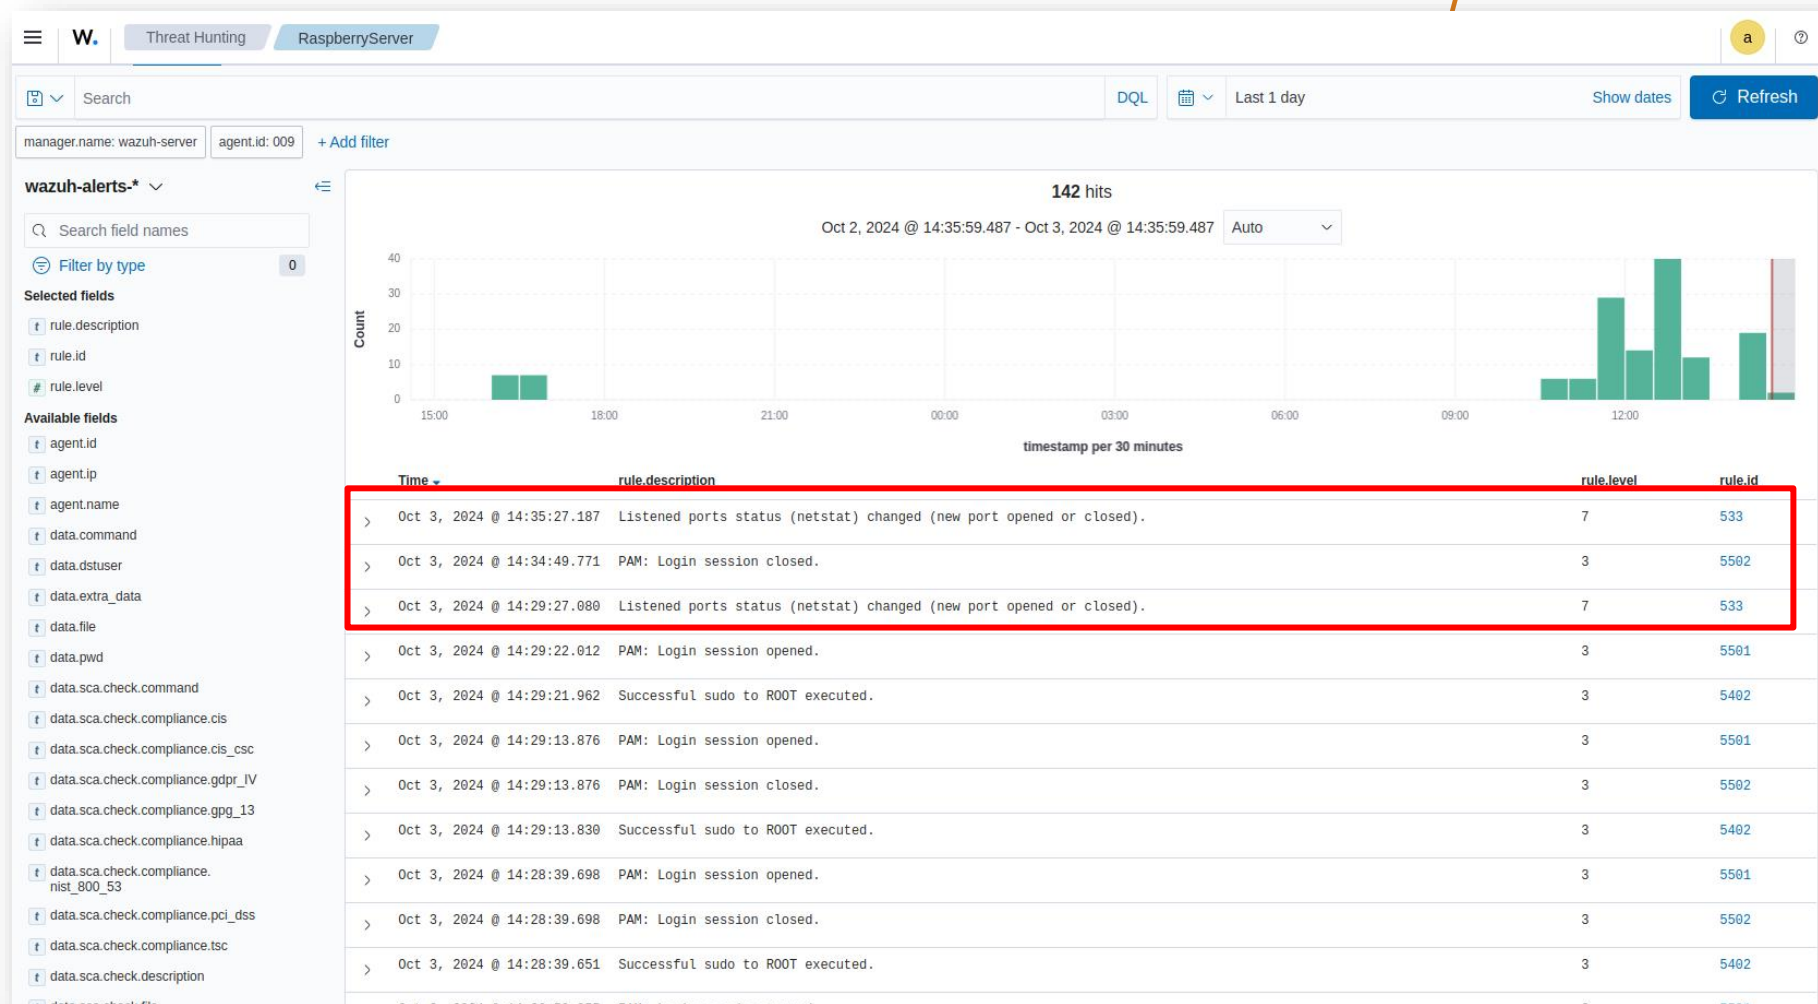 W. Threat Hunting RaspberryServer a
Search DQL Last 1 day Show dates Refresh
manager.name: wazuh-server agent.id: 009 + Add filter
wazuh-alerts-*
Search field names
Filter by type 0
Selected fields
t rule.description
t rule.id
# rule.level
Available fields
t agent.id
t agent.ip
t agent.name
t data.command
t data.dstuser
t data.extra_data
t data.file
t data.pwd
t data.sca.check.command
t data.sca.check.compliance.cis
t data.sca.check.compliance.cis_csc
t data.sca.check.compliance.gdpr_IV
t data.sca.check.compliance.gpg_13
t data.sca.check.compliance.hipaa
t data.sca.check.compliance.
nist_800_53
t data.sca.check.compliance.pci_dss
t data.sca.check.compliance.tsc
t data.sca.check.description
142 hits
Oct 2, 2024 @ 14:35:59.487 - Oct 3, 2024 @ 14:35:59.487 Auto
Count
40
30
20
10
0
15:00 18:00 21:00 00:00 03:00 06:00 09:00 12:00
timestamp per 30 minutes
Time rule.description rule.level rule.id
Oct 3, 2024 @ 14:35:27.187 Listened ports status (netstat) changed (new port opened or closed). 7 533
Oct 3, 2024 @ 14:34:49.771 PAM: Login session closed. 3 5502
Oct 3, 2024 @ 14:29:27.080 Listened ports status (netstat) changed (new port opened or closed). 7 533
Oct 3, 2024 @ 14:29:22.012 PAM: Login session opened. 3 5501
Oct 3, 2024 @ 14:29:21.962 Successful sudo to ROOT executed. 3 5402
Oct 3, 2024 @ 14:29:13.876 PAM: Login session opened. 3 5501
Oct 3, 2024 @ 14:29:13.876 PAM: Login session closed. 3 5502
Oct 3, 2024 @ 14:29:13.830 Successful sudo to ROOT executed. 3 5402
Oct 3, 2024 @ 14:28:39.698 PAM: Login session opened. 3 5501
Oct 3, 2024 @ 14:28:39.698 PAM: Login session closed. 3 5502
Oct 3, 2024 @ 14:28:39.651 Successful sudo to ROOT executed. 3 5402